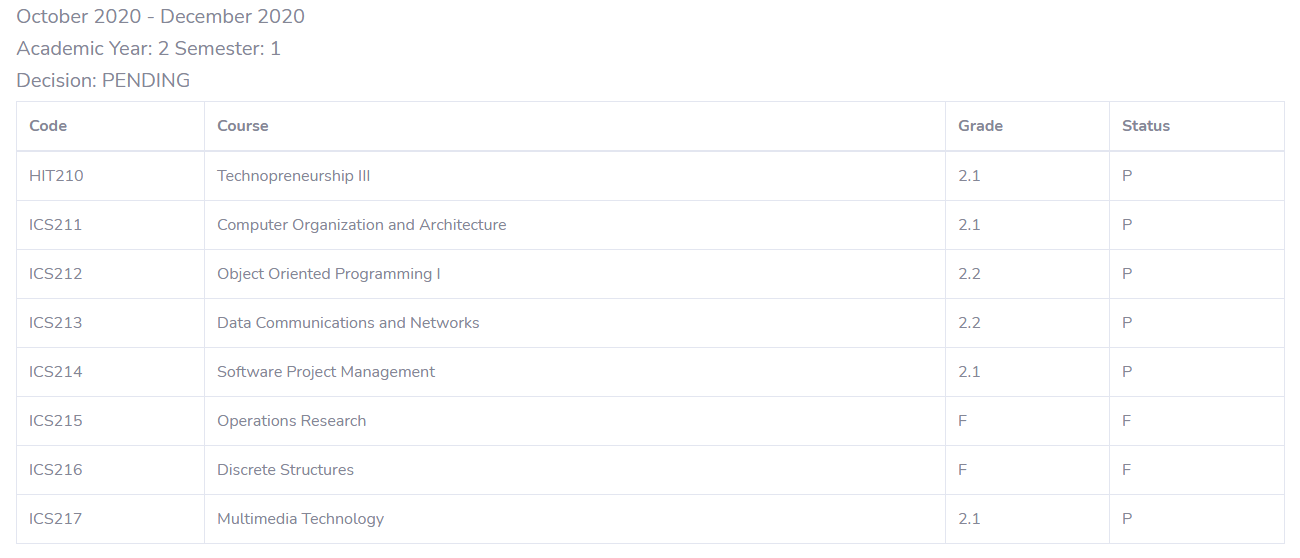 October 2020 - December 2020
Academic Year: 2 Semester: 1
Decision: PENDING
Code Course Grade Status
HIT210 Technopreneurship III 2.1 P
ICS211 Computer Organization and Architecture 2.1 P
ICS212 Object Oriented Programming I 2.2 P
ICS213 Data Communications and Networks 2.2 P
ICS214 Software Project Management 2.1 P
ICS215 Operations Research F F
ICS216 Discrete Structures F F
ICS217 Multimedia Technology 2.1 P